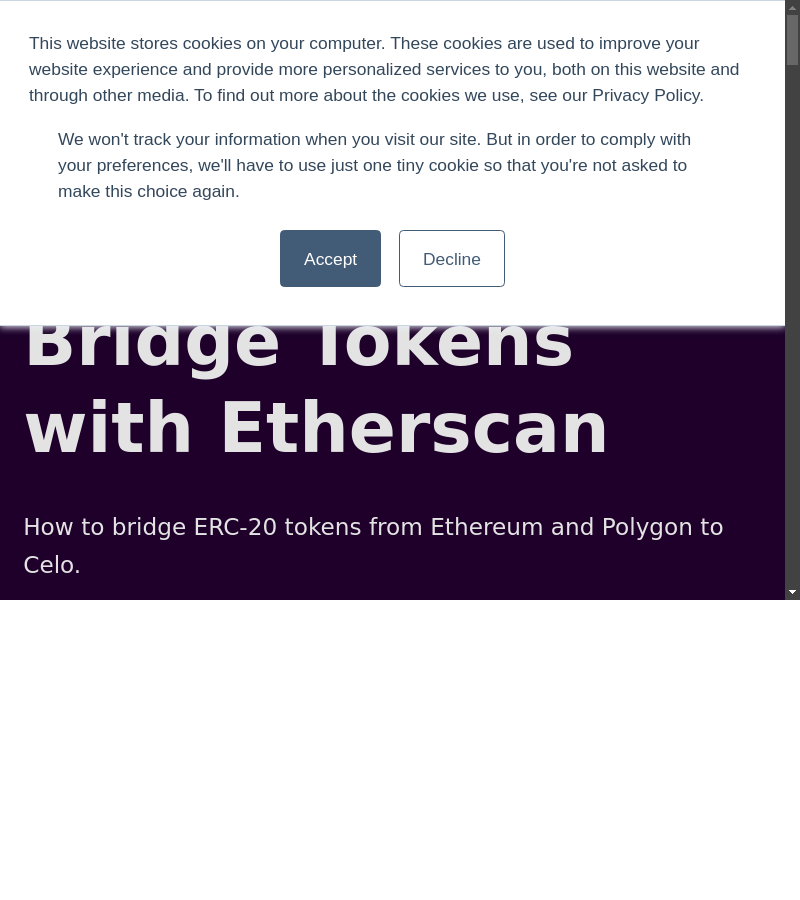 This website stores cookies on your computer. These cookies are used to improve your
website experience and provide more personalized services to you, both on this website and
through other media. To find out more about the cookies we use, see our Privacy Policy.
We won't track your information when you visit our site. But in order to comply with
your preferences, we'll have to use just one tiny cookie so that you're not asked to
make this choice again.
Accept Decline
Bridge Tokens
with Etherscan
How to bridge ERC-20 tokens from Ethereum and Polygon to
Celo.